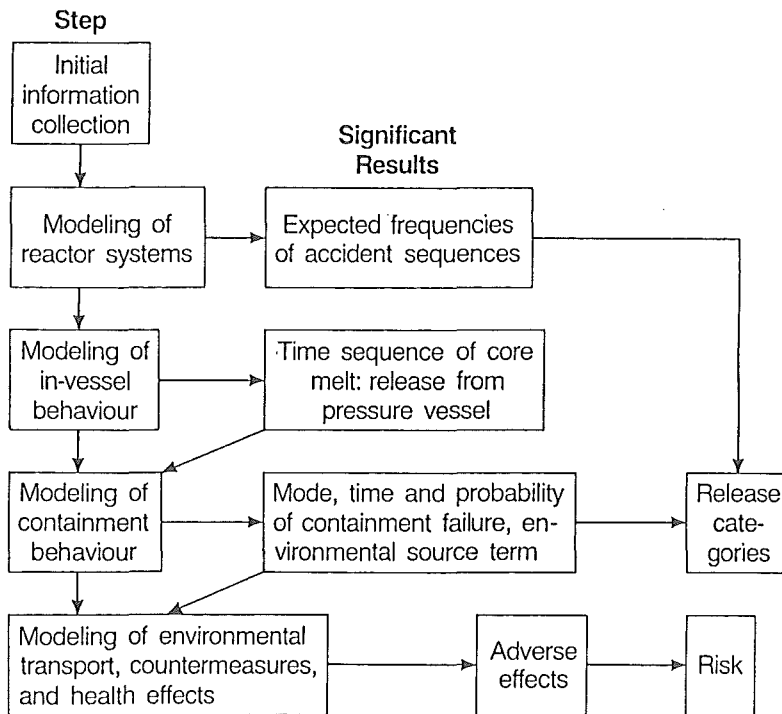 Step
Initial
information
collection
Significant
Results
Modeling of
reactor systems
Expected frequencies
of accident sequences
Modeling of
in-vessel
behaviour
Time sequence of core
melt: release from
pressure vessel
Modeling of
containment
behaviour
Mode, time and probability
of containment failure, en-
vironmental source term
Release
cate-
gories
Modeling of environmental
transport, countermeasures,
and health effects
Adverse
effects
Risk